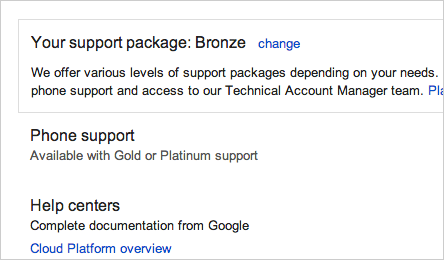 Your support package: Bronze change
We offer various levels of support packages depending on your needs.
phone support and access to our Technical Account Manager team.
Phone support
Available with Gold or Platinum support
Help centers
Complete documentation from Google
Cloud Platform overview